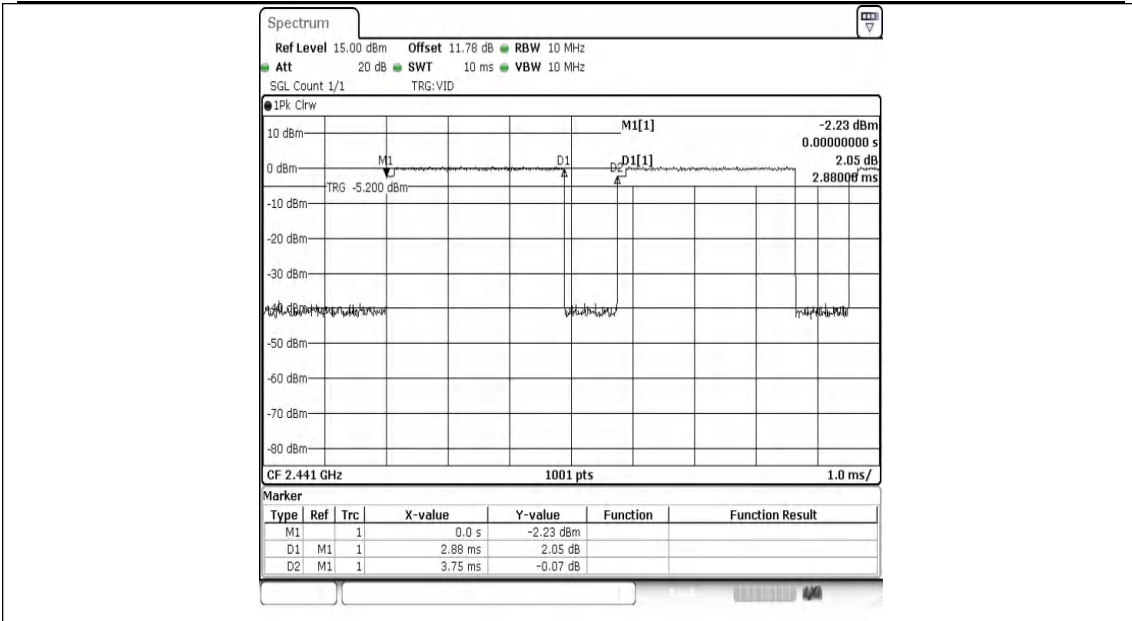 Spectrum
Ref Level 15.00 dBm Offset 11.78 dB RBW 10 MHz
Att 20 dB SWT 10 ms VBW 10 MHz
SGL Count 1/1 TRG:VID
1Pk Clrw
M1[1] -2.23 dBm
0.00000000 s
10 dBm
M1 D1 D2 D1[1] 2.05 dB
0 dBm
2.88000 ms
TRG -5.200 dBm
-10 dBm
-20 dBm
-30 dBm
-40 dBm
-50 dBm
-60 dBm
-70 dBm
-80 dBm
CF 2.441 GHz 1001 pts 1.0 ms/
Marker
Type Ref Trc X-value Y-value Function Function Result
M1 1 0.0 s -2.23 dBm
D1 M1 1 2.88 ms 2.05 dB
D2 M1 1 3.75 ms -0.07 dB